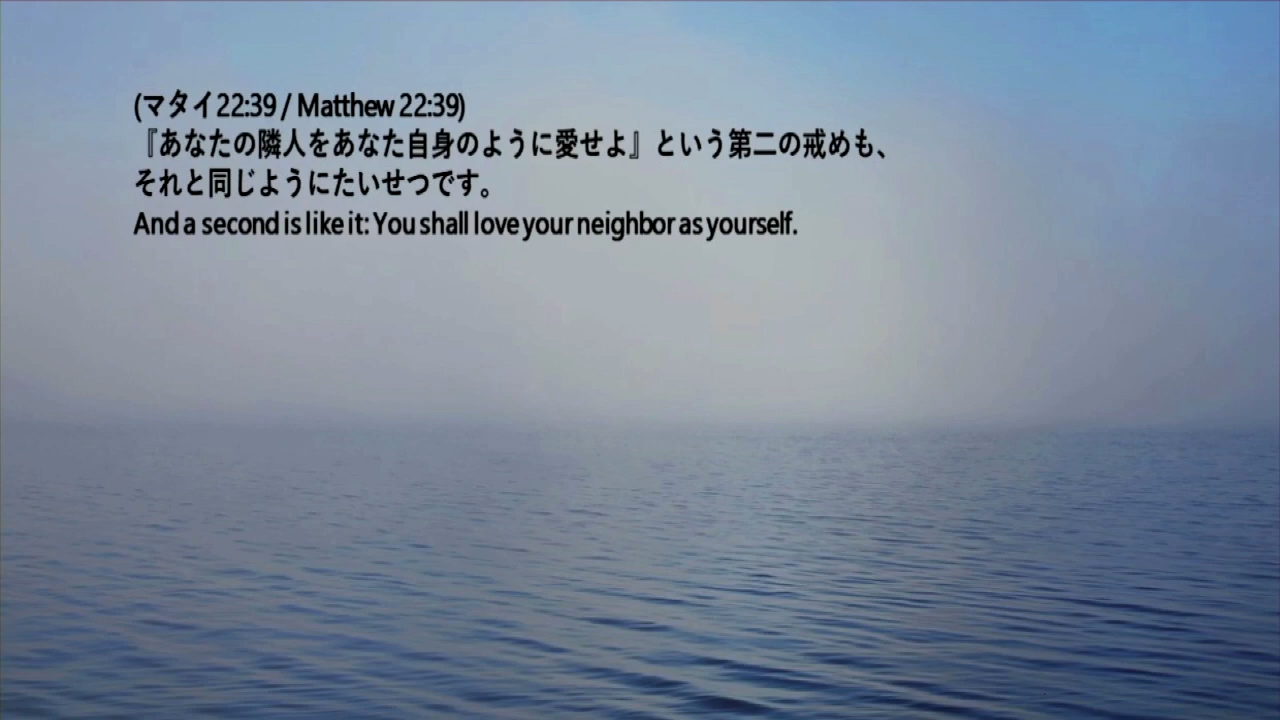 (マタイ22:39 / Matthew 22:39)
『あなたの隣人をあなた自身のように愛せよ』という第二の戒めも、
それと同じようにたいせつです。
And a second is like it: You shall love your neighbor as yourself.